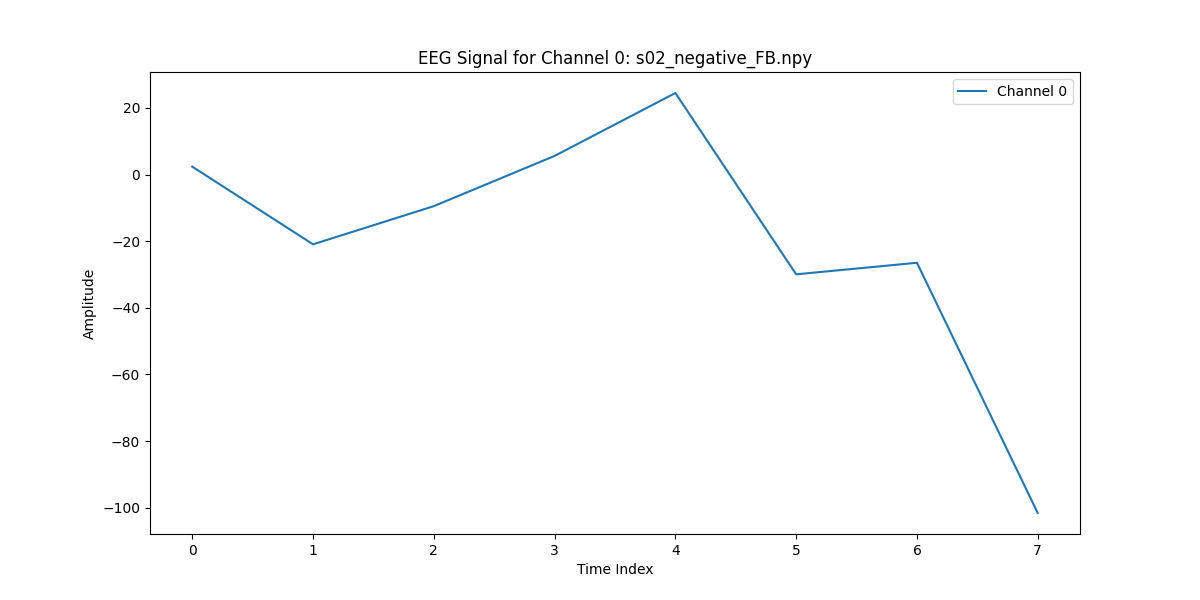 EEG Signal for Channel 0: s02_negative_FB.npy
Channel 0
20
0
−20
−40
−60
−80
−100
Amplitude
0 1 2 3 4 5 6 7
Time Index